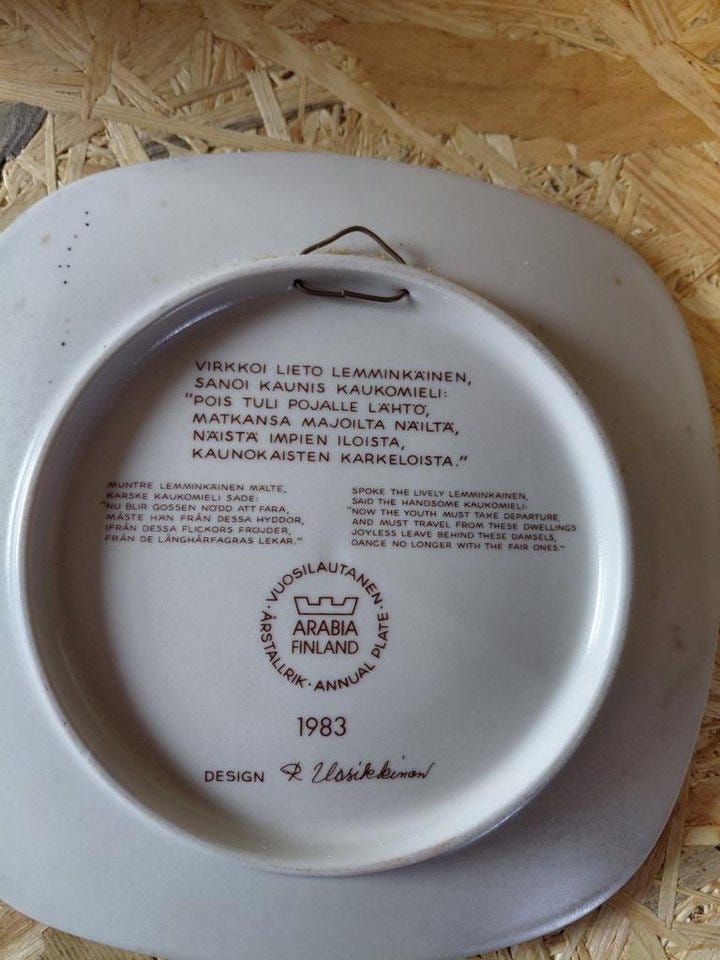 VIRKKOI LIETO LEMMINKÄINEN,
SANOI KAUNIS KAUKOMIELI:
"POIS TULI POJALLE LÄHTÖ,
MATKANSA MAJOILTA NÄILTÄ,
NÄISTÄ IMPIEN ILOISTA,
KAUNOKAISTEN KARKELOISTA."
MUNTRE LEMMINKÄINEN MÄLTE,
KARSKE KAUKOMIELI SADE:
"NU BLIR GOSSEN NÖDD ATT FARA,
MÅSTE HAN FRÅN DESSA HYDDOR,
IFRÅN DESSA FLICKORS FRÖJDER,
FRÅN DE LÅNGHÅRFAGRAS LEKAR."
SPOKE THE LIVELY LEMMINKAINEN,
SAID THE HANDSOME KAUKOMIELI:
"NOW THE YOUTH MUST TAKE DEPARTURE,
AND MUST TRAVEL FROM THESE DWELLINGS
JOYLESS LEAVE BEHIND THESE DAMSELS,
DANCE NO LONGER WITH THE FAIR ONES."
· VUOSILAUTANEN · ANNUAL PLATE · ÅRSTALLRIK
ARABIA
FINLAND
1983
DESIGN R Uosikkinen